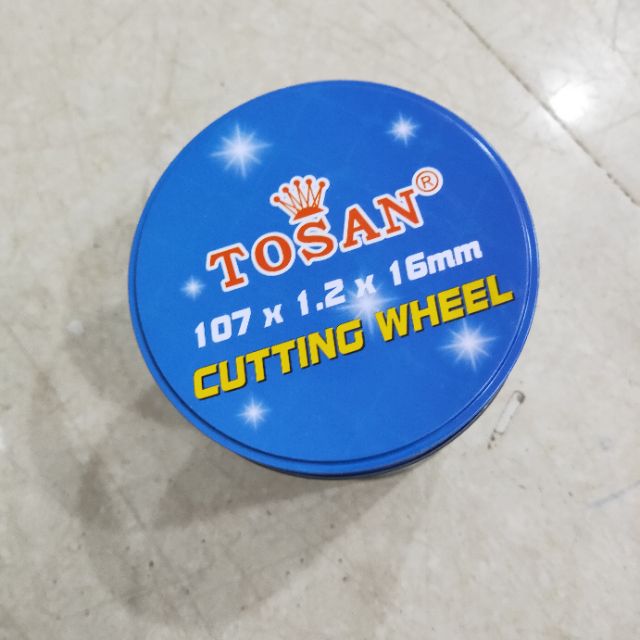 TOSAN®
107 x 1.2 x 16mm
CUTTING WHEEL